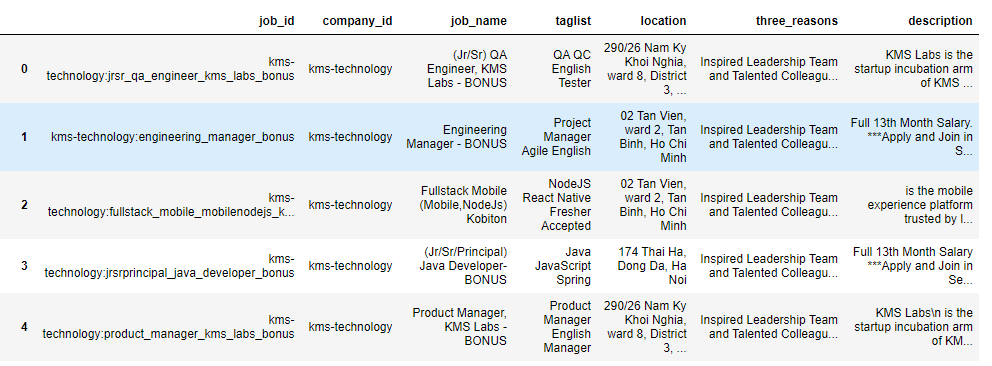 job_id company_id job_name taglist location three_reasons description
0 kms-technology:jrsr_qa_engineer_kms_labs_bonus kms-technology (Jr/Sr) QA Engineer, KMS Labs - BONUS QA QC English Tester 290/26 Nam Ky Khoi Nghia, ward 8, District 3, ... Inspired Leadership Team and Talented Colleagu... KMS Labs is the startup incubation arm of KMS ...
1 kms-technology:engineering_manager_bonus kms-technology Engineering Manager - BONUS Project Manager Agile English 02 Tan Vien, ward 2, Tan Binh, Ho Chi Minh Inspired Leadership Team and Talented Colleagu... Full 13th Month Salary. ***Apply and Join in S...
2 kms-technology:fullstack_mobile_mobilenodejs_k... kms-technology Fullstack Mobile (Mobile,NodeJs) Kobiton NodeJS React Native Fresher Accepted 02 Tan Vien, ward 2, Tan Binh, Ho Chi Minh Inspired Leadership Team and Talented Colleagu... is the mobile experience platform trusted by l...
3 kms-technology:jrsrprincipal_java_developer_bonus kms-technology (Jr/Sr/Principal) Java Developer- BONUS Java JavaScript Spring 174 Thai Ha, Dong Da, Ha Noi Inspired Leadership Team and Talented Colleagu... Full 13th Month Salary ***Apply and Join in Se...
4 kms-technology:product_manager_kms_labs_bonus kms-technology Product Manager, KMS Labs - BONUS Product Manager English Manager 290/26 Nam Ky Khoi Nghia, ward 8, District 3, ... Inspired Leadership Team and Talented Colleagu... KMS Labs\n is the startup incubation arm of KM...